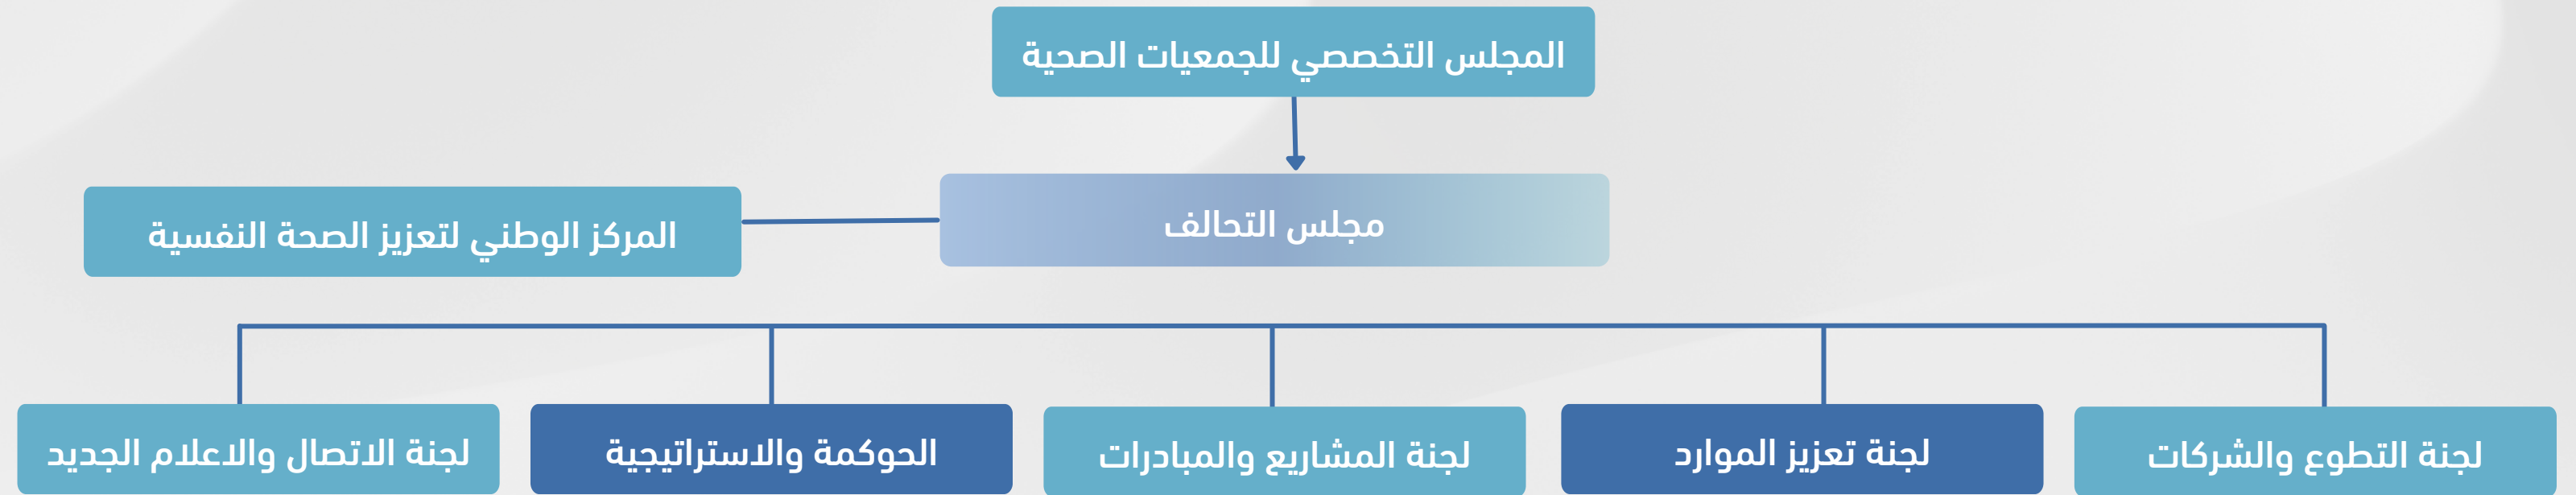 المجلس التخصصي للجمعيات الصحية
مجلس التحالف
المركز الوطني لتعزيز الصحة النفسية
لجنة التطوع والشركات
لجنة تعزيز الموارد
لجنة المشاريع والمبادرات
الحوكمة والاستراتيجية
لجنة الاتصال والاعلام الجديد